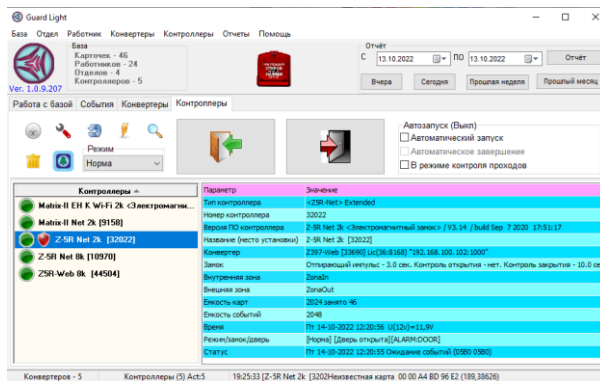 Guard Light
База Отдел Работник Конвертеры Контроллеры Отчеты Помощь
База
Карточек - 46
Работников - 24
Отделов - 4
Контроллеров - 5
Ver. 1.0.9.207
Отчёт
С 13.10.2022 ПО 13.10.2022 Отчёт
Вчера Сегодня Прошлая неделя Прошлый месяц
Работа с базой События Конвертеры Контроллеры
Режим
Норма
Автозапуск (Выкл)
Автоматический запуск
Автоматическое завершение
В режиме контроля проходов
Контроллеры
Matrix-II EH K Wi-Fi 2k <Электромагни...
Matrix-II Net 2k [9158]
Z-5R Net 2k [32022]
Z-5R Net 8k [10970]
Z5R-Web 8k [44504]
Параметр Значение
Тип контроллера <Z5R-Net> Extended
Номер контроллера 32022
Версия ПО контроллера Z-5R Net 2k <Электромагнитный замок> / V3.14 / build Sep 7 2020 17:51:17
Название (место установки) Z-5R Net 2k [32022]
Конвертер Z397-Web [33690] Lic(36:8168) "192.168.100.102:1000"
Замок Отпирающий импульс - 3.0 сек. Контроль открытия - нет. Контроль закрытия - 10.0 се
Внутренняя зона ZoneIn
Внешняя зона ZoneOut
Емкость карт 2024 занято 46
Емкость событий 2048
Время Пт 14-10-2022 12:20:56 U(12v)=11,9V
Режим/замок/дверь [Норма] [Дверь открыта][ALARM:DOOR]
Статус Пт 14-10-2022 12:20:55 Ожидание событий (05B0 05B0)
Конвертеров - 5 Контроллеры (5) Act:5 19:25:33 [Z-5R Net 2k [3202Неизвестная карта 00 00 A4 BD 96 E2 (189,38626)